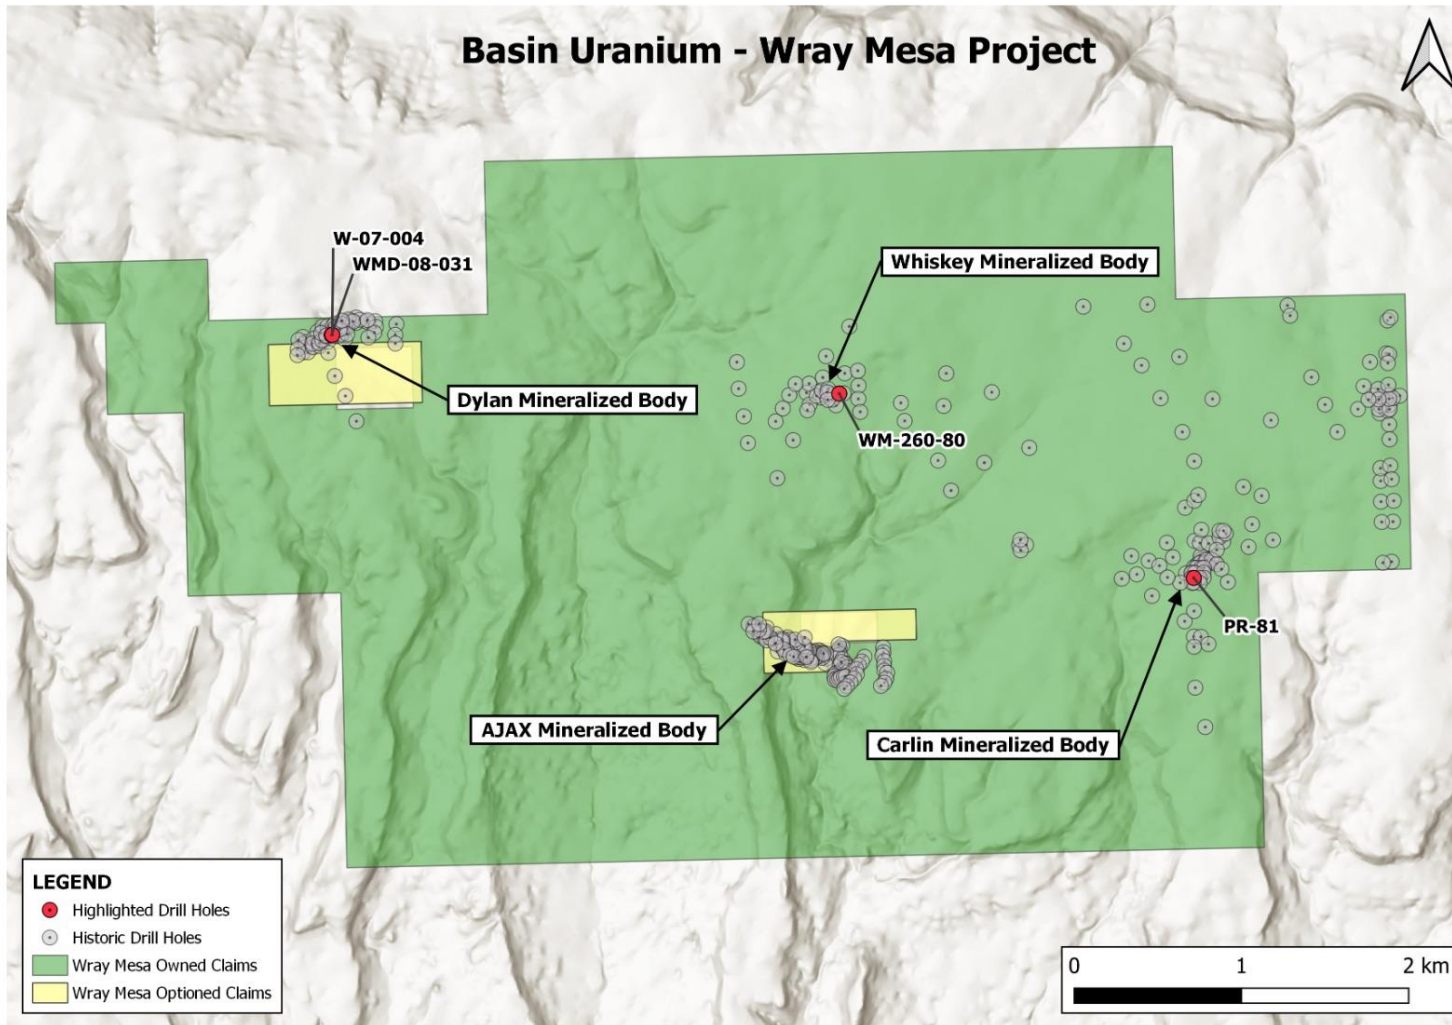 Basin Uranium - Wray Mesa Project
W-07-004
WMD-08-031
Whiskey Mineralized Body
Dylan Mineralized Body
WM-260-80
PR-81
AJAX Mineralized Body
Carlin Mineralized Body
LEGEND
Highlighted Drill Holes
Historic Drill Holes
Wray Mesa Owned Claims
Wray Mesa Optioned Claims
0 1 2 km